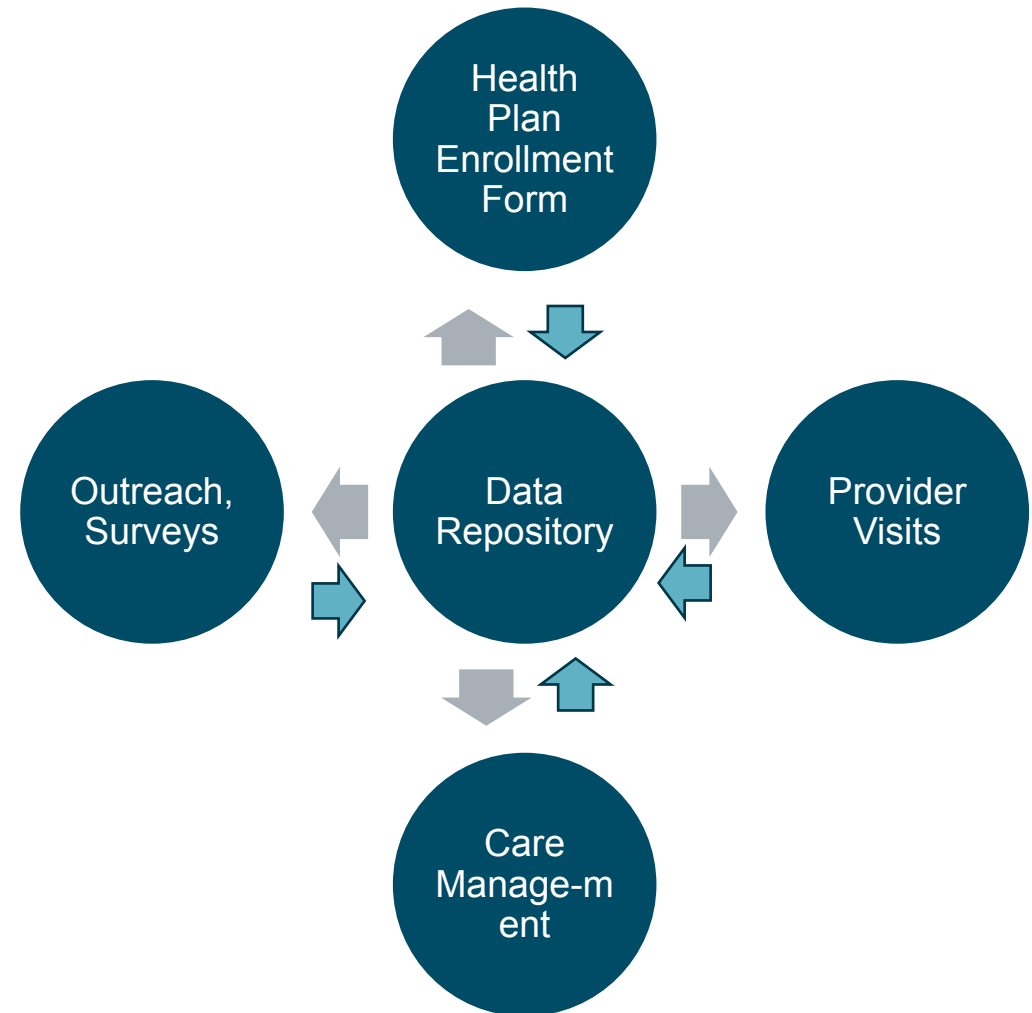 Health
Plan
Enrollment
Form
Outreach,
Surveys
Data
Repository
Provider
Visits
Care
Manage-m
ent